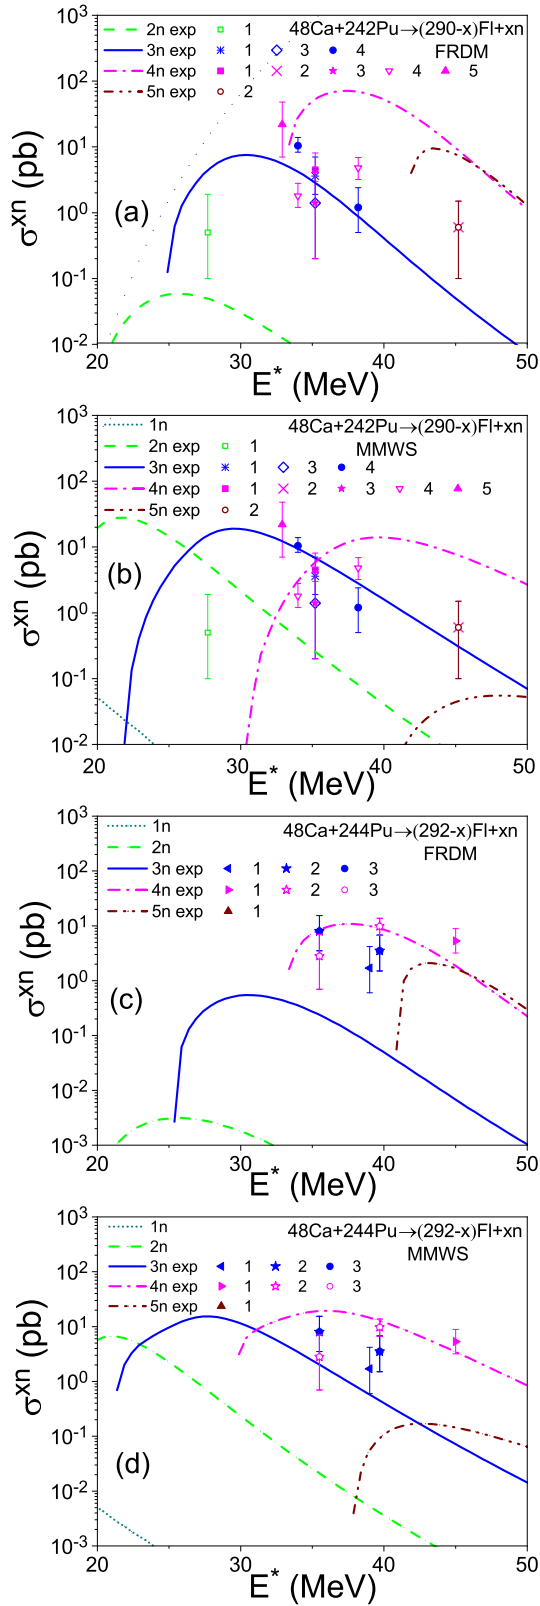 2n exp 1 48Ca+242Pu→(290-x)Fl+xn
3n exp 1 3 4 FRDM
4n exp 1 2 3 4 5
5n exp 2
10³
10²
10¹
10⁰
10⁻¹
10⁻²
σˣⁿ (pb)
(a)
20 30 40 50
E* (MeV)
1n 48Ca+242Pu→(290-x)Fl+xn
2n exp 1 MMWS
3n exp 1 3 4
4n exp 1 2 3 4 5
5n exp 2
10³
10²
10¹
10⁰
10⁻¹
10⁻²
σˣⁿ (pb)
(b)
20 30 40 50
E* (MeV)
1n 48Ca+244Pu→(292-x)Fl+xn
2n FRDM
3n exp 1 2 3
4n exp 1 2 3
5n exp 1
10³
10²
10¹
10⁰
10⁻¹
10⁻²
10⁻³
σˣⁿ (pb)
(c)
20 30 40 50
E* (MeV)
1n 48Ca+244Pu→(292-x)Fl+xn
2n MMWS
3n exp 1 2 3
4n exp 1 2 3
5n exp 1
10³
10²
10¹
10⁰
10⁻¹
10⁻²
10⁻³
σˣⁿ (pb)
(d)
20 30 40 50
E* (MeV)